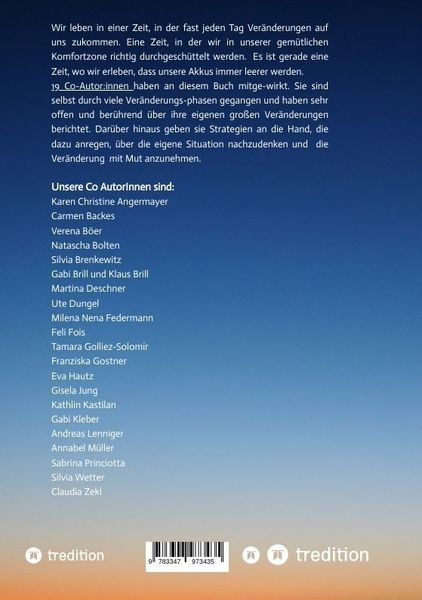 Wir leben in einer Zeit, in der fast jeden Tag Veränderungen auf
uns zukommen. Eine Zeit, in der wir in unserer gemütlichen
Komfortzone richtig durchgeschüttelt werden. Es ist gerade eine
Zeit, wo wir erleben, dass unsere Akkus immer leerer werden.
19 Co-Autor:innen haben an diesem Buch mitge-wirkt. Sie sind
selbst durch viele Veränderungs-phasen gegangen und haben sehr
offen und berührend über ihre eigenen großen Veränderungen
berichtet. Darüber hinaus geben sie Strategien an die Hand, die
dazu anregen, über die eigene Situation nachzudenken und die
Veränderung mit Mut anzunehmen.
Unsere Co AutorInnen sind:
Karen Christine Angermayer
Carmen Backes
Verena Böer
Natascha Bolten
Silvia Brenkewitz
Gabi Brill und Klaus Brill
Martina Deschner
Ute Dungel
Milena Nena Federmann
Feli Fois
Tamara Golliez-Solomir
Franziska Gostner
Eva Hautz
Gisela Jung
Kathlin Kastilan
Gabi Kleber
Andreas Lenniger
Annabel Müller
Sabrina Princiotta
Silvia Wetter
Claudia Zekl
tredition
9 783347 973435
tredition